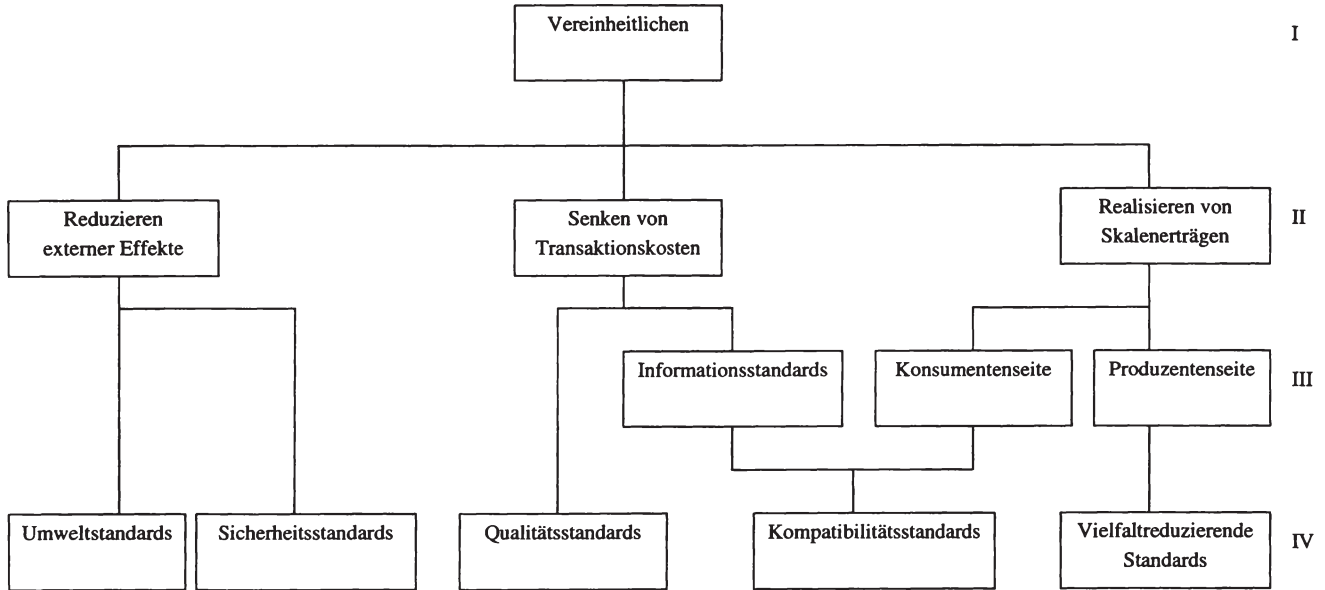 Vereinheitlichen
I
Reduzieren
externer Effekte
Senken von
Transaktionskosten
Realisieren von
Skalenerträgen
II
Informationsstandards
Konsumentenseite
Produzentenseite
III
Umweltstandards
Sicherheitsstandards
Qualitätsstandards
Kompatibilitätsstandards
Vielfaltreduzierende
Standards
IV